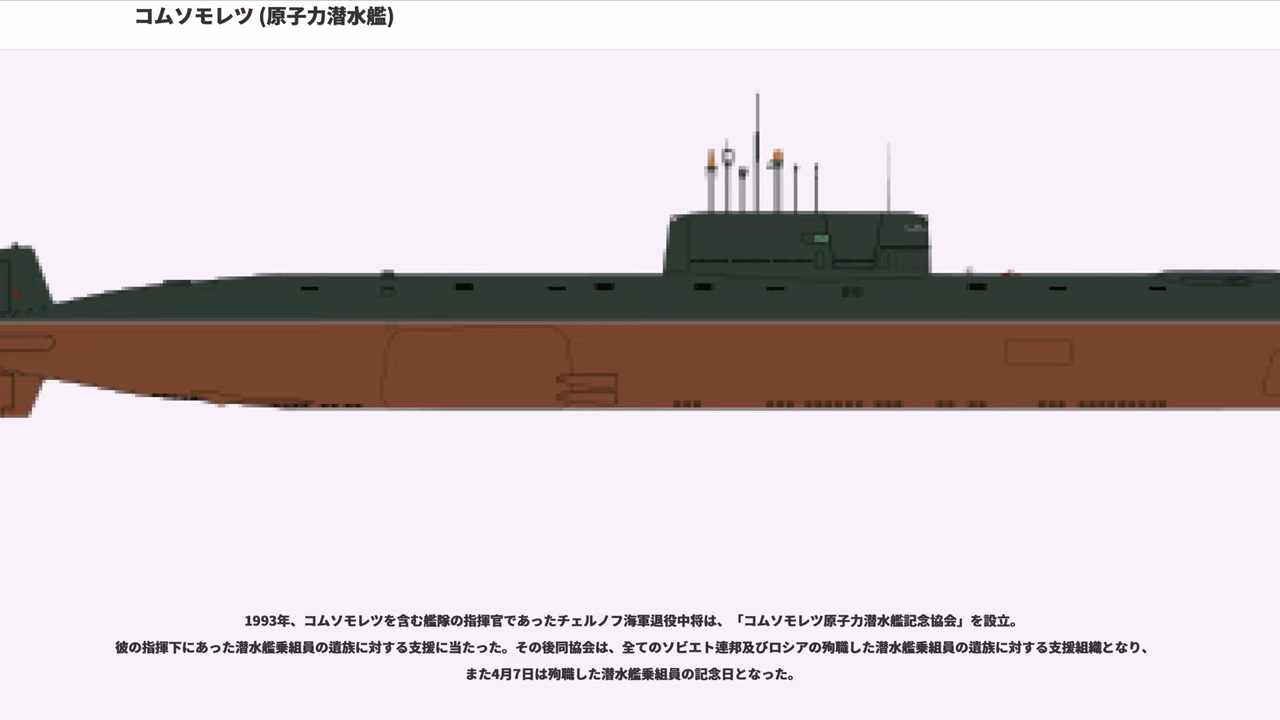 コムソモレツ (原子力潜水艦)
1993年、コムソモレツを含む艦隊の指揮官であったチェルノフ海軍退役中将は、「コムソモレツ原子力潜水艦記念協会」を設立。
彼の指揮下にあった潜水艦乗組員の遺族に対する支援に当たった。その後同協会は、全てのソビエト連邦及びロシアの殉職した潜水艦乗組員の遺族に対する支援組織となり、
また4月7日は殉職した潜水艦乗組員の記念日となった。